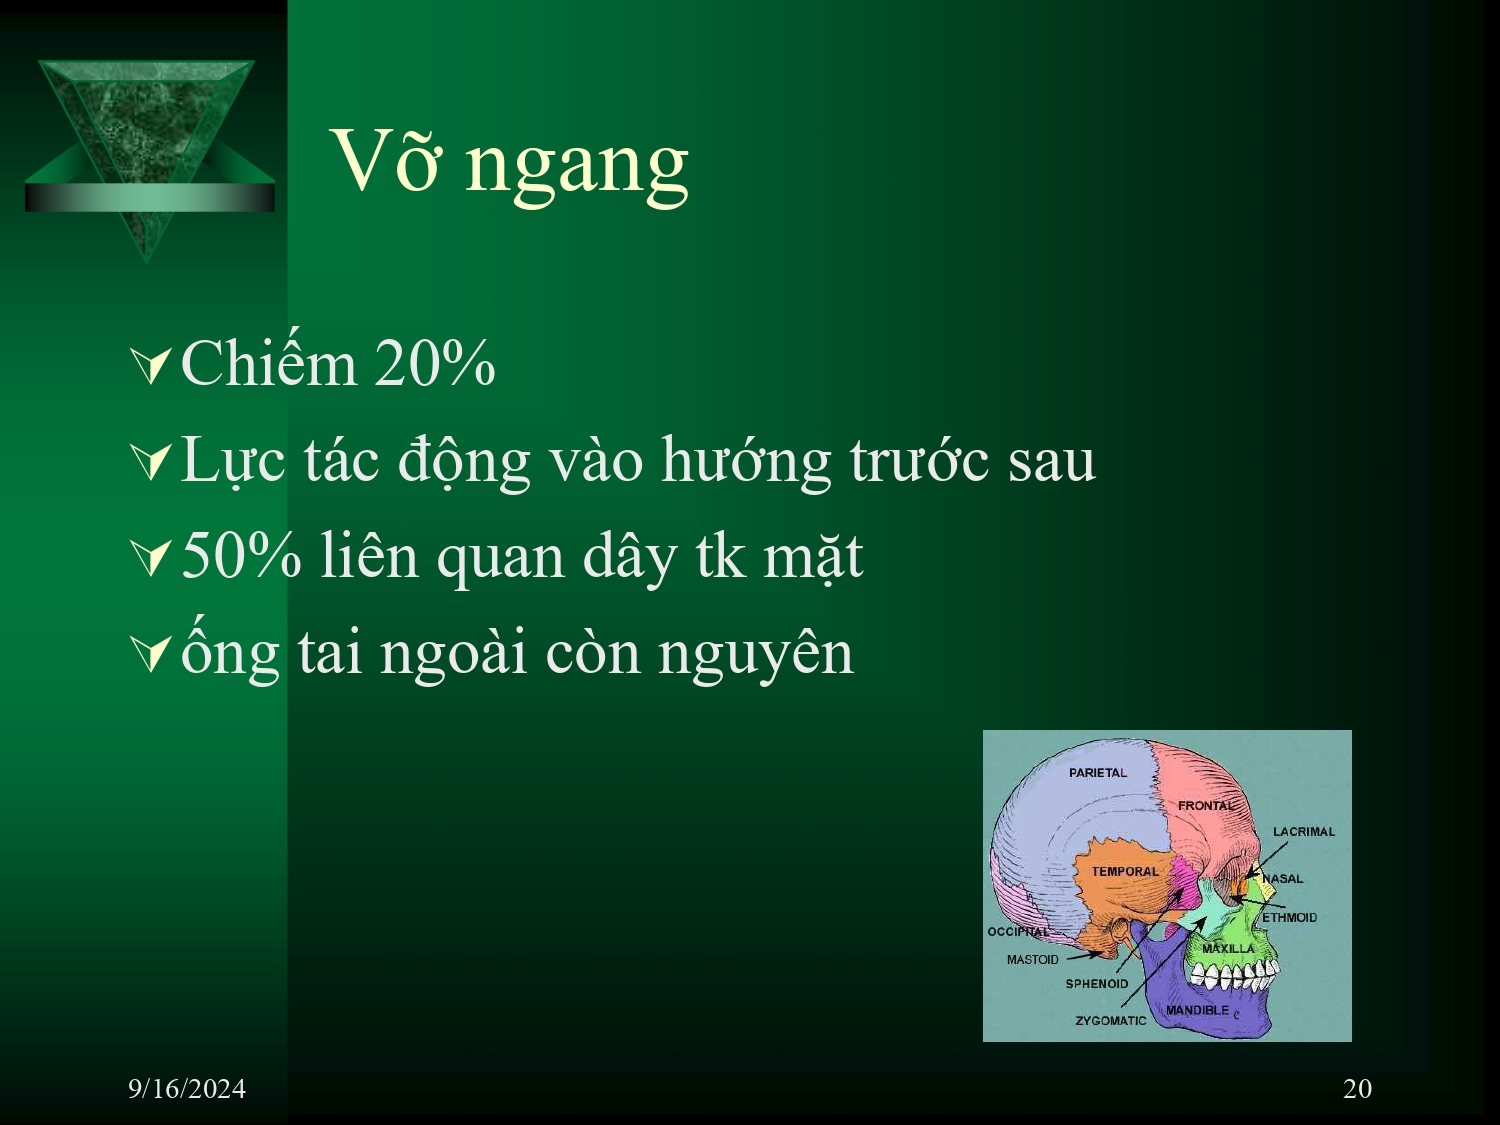 Vỡ ngang
Chiếm 20%
Lực tác động vào hướng trước sau
50% liên quan dây tk mặt
ống tai ngoài còn nguyên
PARIETAL
FRONTAL
LACRIMAL
TEMPORAL
NASAL
ETHMOID
OCCIPITAL
MAXILLA
MASTOID
SPHENOID
MANDIBLE
ZYGOMATIC
9/16/2024
20